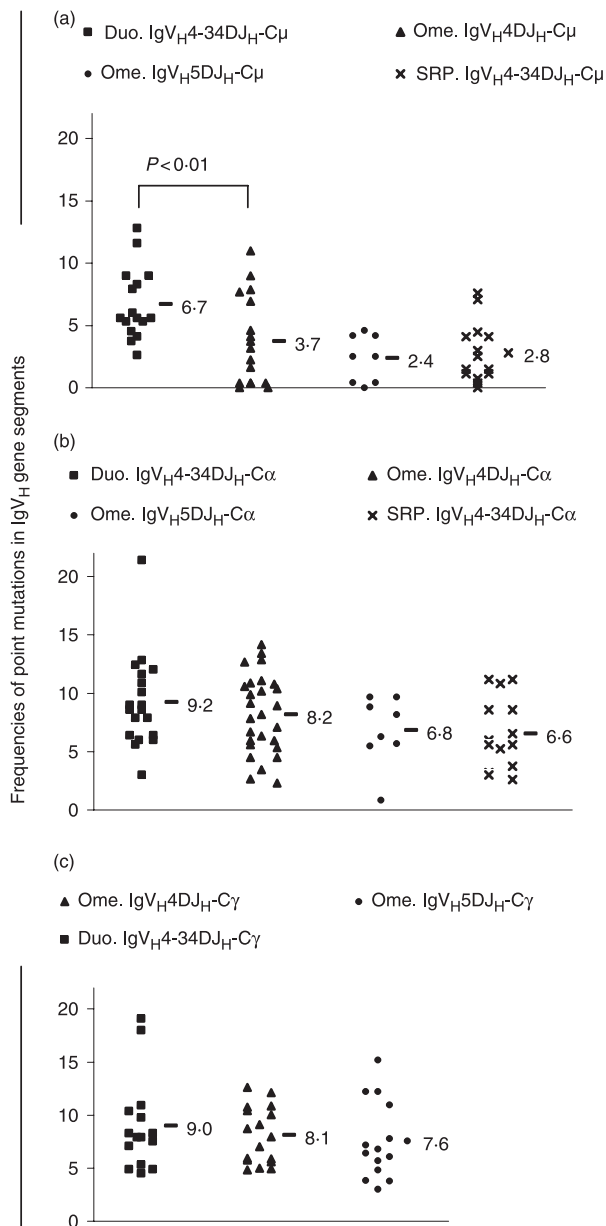 Frequencies of point mutations in IgVH gene segments
(a)
Duo. IgVH4-34DJH-Cμ
Ome. IgVH4DJH-Cμ
Ome. IgVH5DJH-Cμ
SRP. IgVH4-34DJH-Cμ
20
15
10
5
0
P < 0·01
6·7
3·7
2·4
2·8
(b)
Duo. IgVH4-34DJH-Cα
Ome. IgVH4DJH-Cα
Ome. IgVH5DJH-Cα
SRP. IgVH4-34DJH-Cα
20
15
10
5
0
9·2
8·2
6·8
6·6
(c)
Ome. IgVH4DJH-Cγ
Ome. IgVH5DJH-Cγ
Duo. IgVH4-34DJH-Cγ
20
15
10
5
0
9·0
8·1
7·6